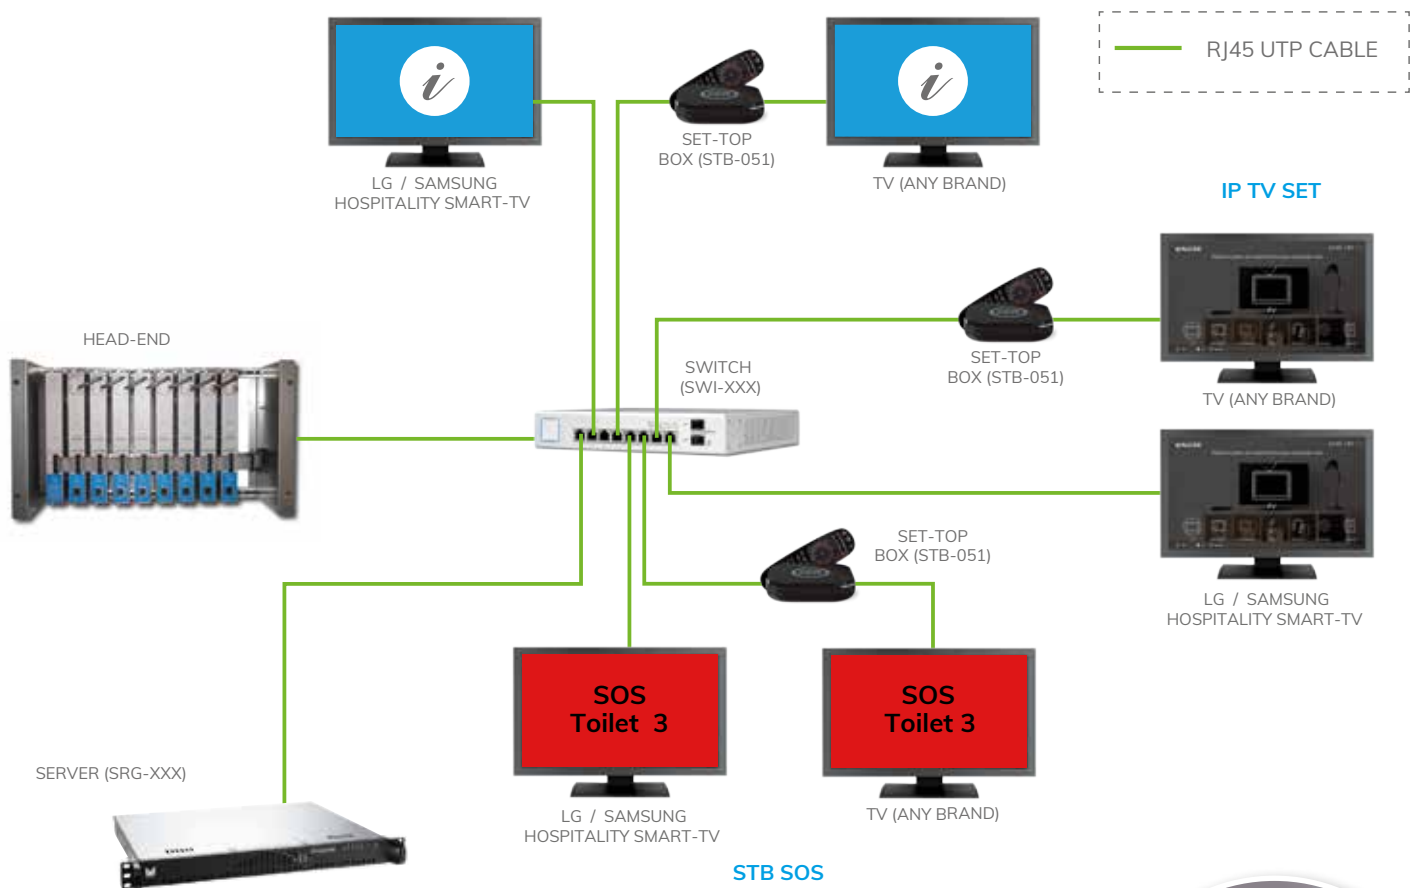 RJ45 UTP CABLE
SET-TOP
BOX (STB-051)
LG / SAMSUNG
HOSPITALITY SMART-TV
TV (ANY BRAND)
IP TV SET
HEAD-END
SWITCH
(SWI-XXX)
SET-TOP
BOX (STB-051)
TV (ANY BRAND)
SET-TOP
BOX (STB-051)
LG / SAMSUNG
HOSPITALITY SMART-TV
SOS
Toilet 3
SOS
Toilet 3
SERVER (SRG-XXX)
LG / SAMSUNG
HOSPITALITY SMART-TV
TV (ANY BRAND)
STB SOS